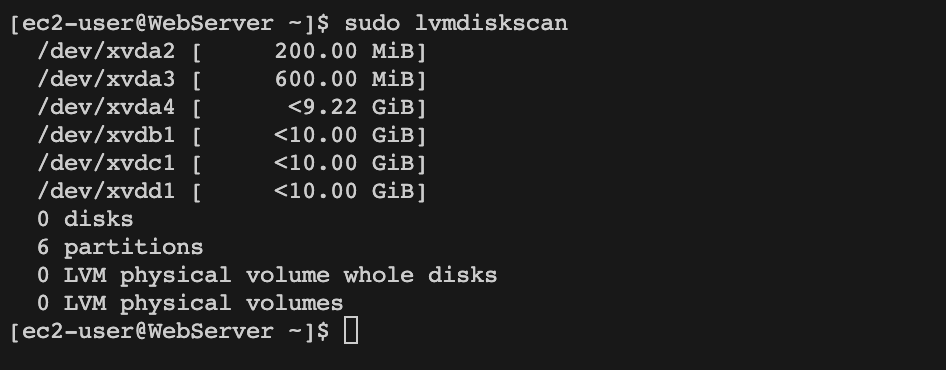 [ec2-user@WebServer ~]$ sudo lvmdiskscan
  /dev/xvda2 [     200.00 MiB]
  /dev/xvda3 [     600.00 MiB]
  /dev/xvda4 [      <9.22 GiB]
  /dev/xvdb1 [     <10.00 GiB]
  /dev/xvdc1 [     <10.00 GiB]
  /dev/xvdd1 [     <10.00 GiB]
  0 disks
  6 partitions
  0 LVM physical volume whole disks
  0 LVM physical volumes
[ec2-user@WebServer ~]$